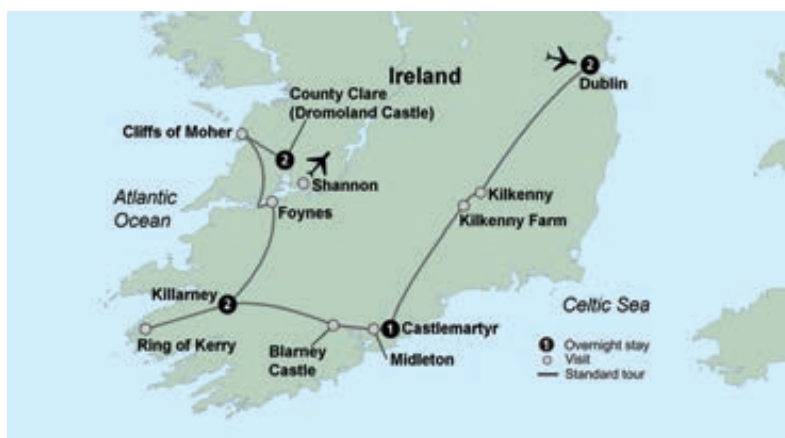 Ireland
2
Dublin
County Clare
(Dromoland Castle)
Cliffs of Moher
2
Shannon
Atlantic
Ocean
Foynes
Kilkenny
Kilkenny Farm
Killarney
2
Ring of Kerry
Blarney
Castle
1
Castlemartyr
Midleton
Celtic Sea
1 Overnight stay
Visit
Standard tour